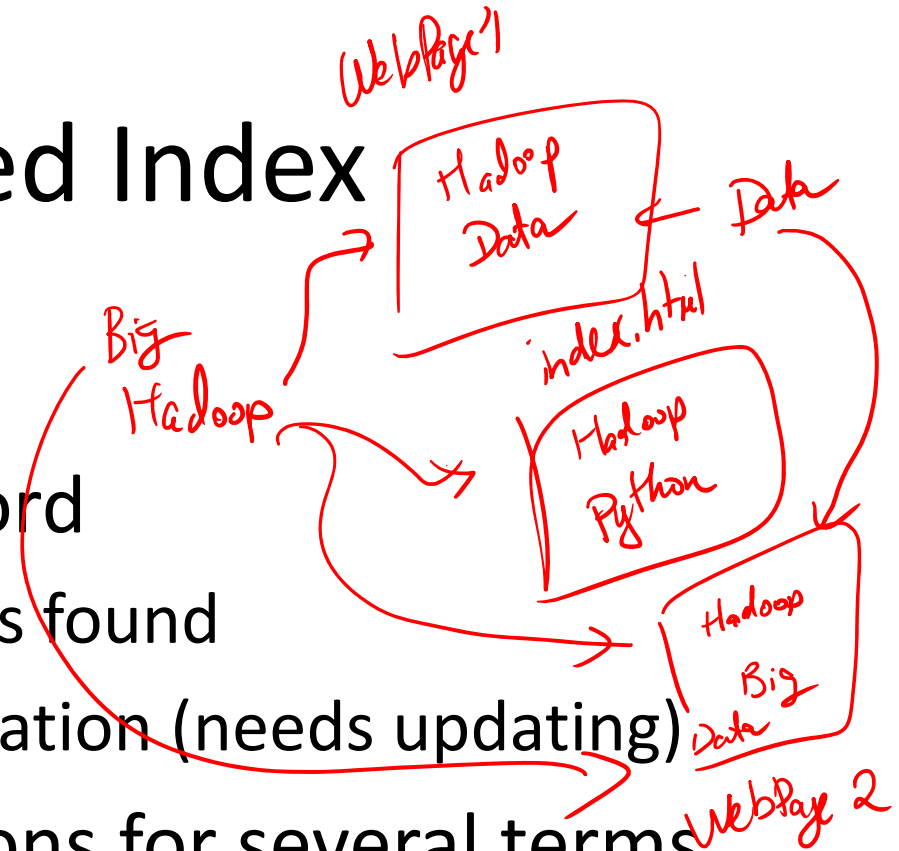 WebPage 1
ed Index
Hadoop
Data
Data
index.html
Big
Hadoop
Hadoop
Python
ord
s found
Hadoop
Big
Data
ation (needs updating)
WebPage 2
ons for several terms